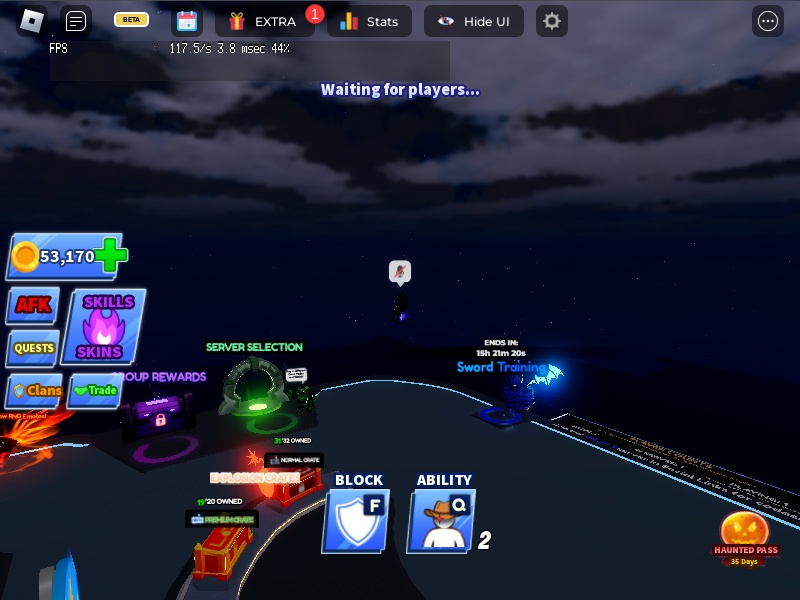 BETA
EXTRA
1
Stats
Hide UI
FPS : 117.5/s 3.8 msec 44%
Waiting for players...
53,170
AFK
SKILLS
SKINS
QUESTS
Clans
Trade
SERVER SELECTION
GROUP REWARDS
ENDS IN:
15h 21m 20s
Sword Training
31/32 OWNED
NORMAL CRATE
EXPLOSION CRATES
19/20 OWNED
PREMIUM CRATE
BLOCK
F
ABILITY
Q
2
HAUNTED PASS
35 Days